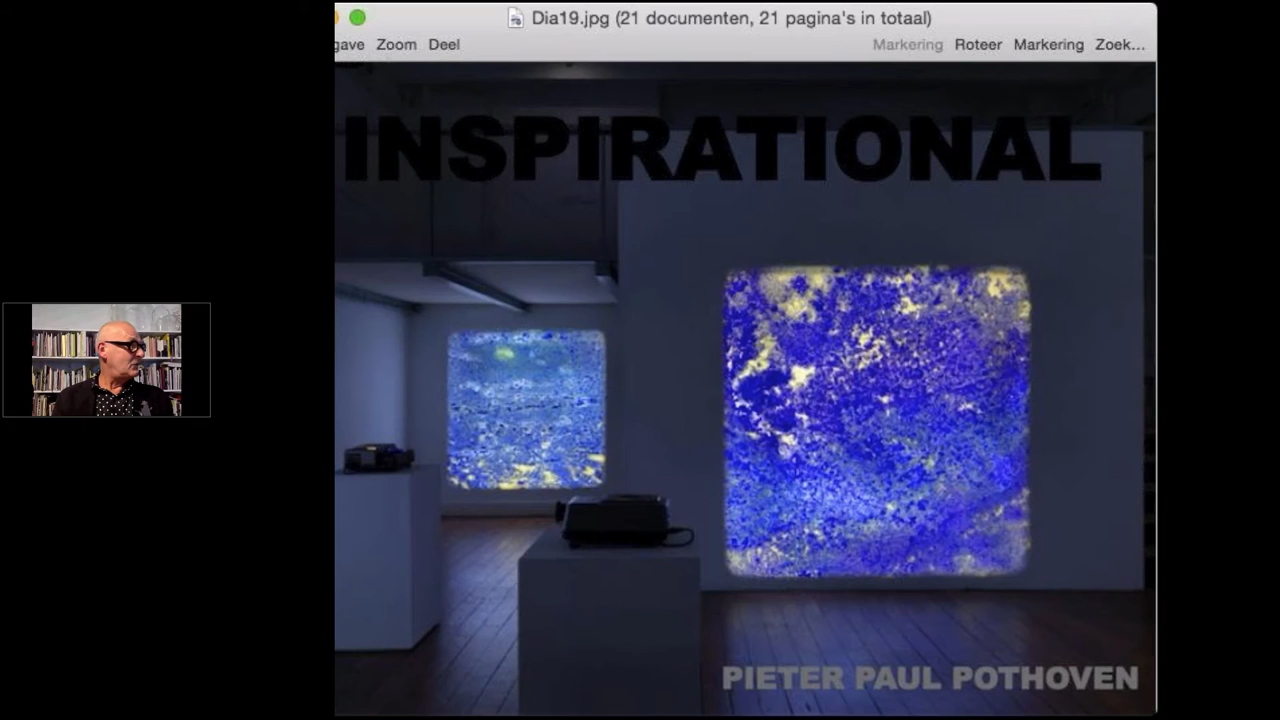 Dia19.jpg (21 documenten, 21 pagina's in totaal)
gave Zoom Deel Markering Roteer Markering Zoek...
INSPIRATIONAL
PIETER PAUL POTHOVEN